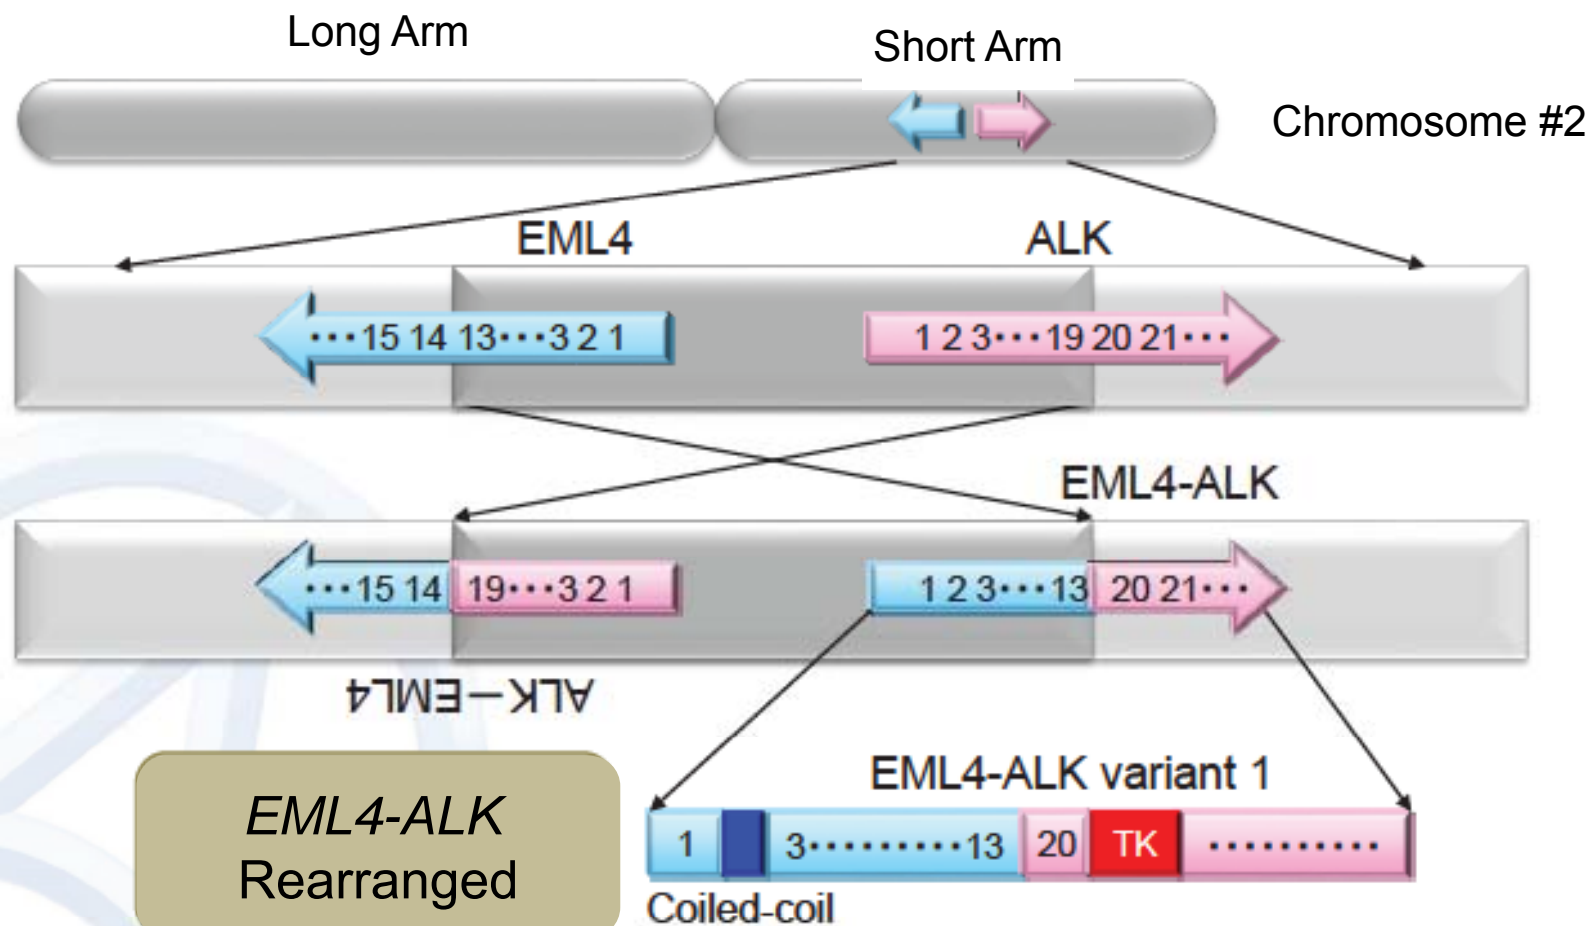 Long Arm
Short Arm
Chromosome #2
EML4
ALK
···15 14 13···3 2 1
1 2 3···19 20 21···
EML4-ALK
···15 14
19···3 2 1
1 2 3···13
20 21···
ALK–EML4
EML4-ALK
Rearranged
EML4-ALK variant 1
1
3·········13
20
TK
··········
Coiled-coil